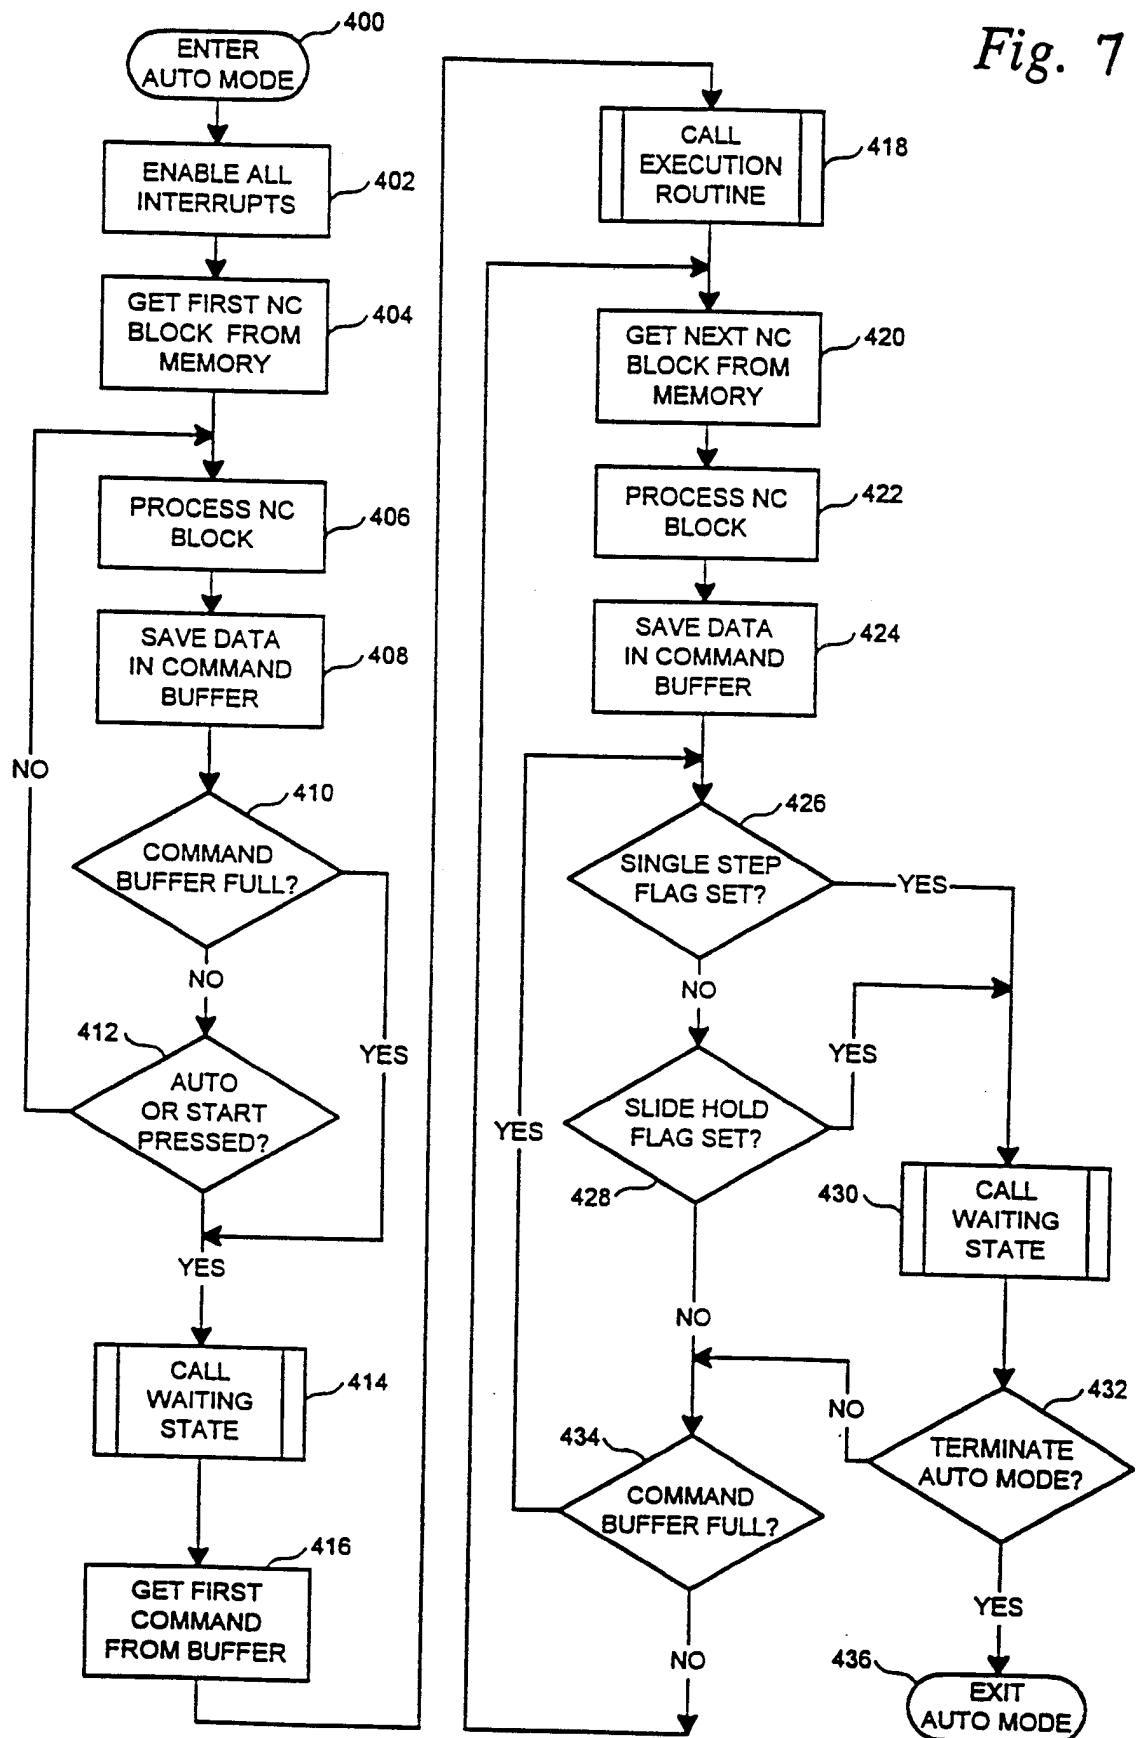 Fig. 7
400
ENTER
AUTO MODE
ENABLE ALL
INTERRUPTS
402
GET FIRST NC
BLOCK FROM
MEMORY
404
PROCESS NC
BLOCK
406
SAVE DATA
IN COMMAND
BUFFER
408
NO
410
COMMAND
BUFFER FULL?
NO
YES
412
AUTO
OR START
PRESSED?
YES
CALL
WAITING
STATE
414
416
GET FIRST
COMMAND
FROM BUFFER
CALL
EXECUTION
ROUTINE
418
GET NEXT NC
BLOCK FROM
MEMORY
420
PROCESS NC
BLOCK
422
SAVE DATA
IN COMMAND
BUFFER
424
426
SINGLE STEP
FLAG SET?
YES
NO
SLIDE HOLD
FLAG SET?
YES
YES
428
NO
430
CALL
WAITING
STATE
432
TERMINATE
AUTO MODE?
NO
434
COMMAND
BUFFER FULL?
NO
YES
436
EXIT
AUTO MODE